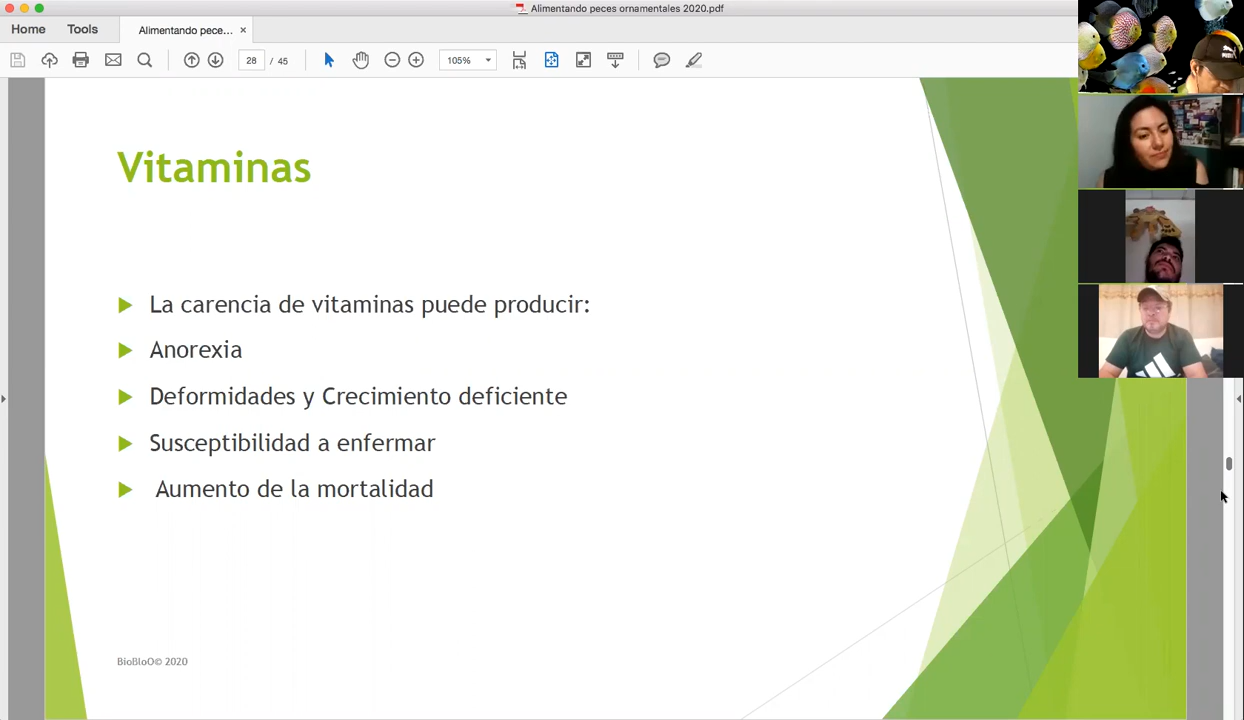 Alimentando peces ornamentales 2020.pdf
Home
Tools
Alimentando pece...
28 / 45
105%
Vitaminas
La carencia de vitaminas puede producir:
Anorexia
Deformidades y Crecimiento deficiente
Susceptibilidad a enfermar
Aumento de la mortalidad
BioBloO© 2020